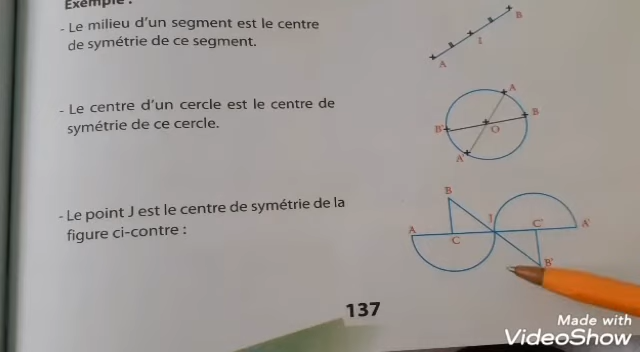 Exemple :
- Le milieu d'un segment est le centre
de symétrie de ce segment.
A
I
B
- Le centre d'un cercle est le centre de
symétrie de ce cercle.
A
B
B'
O
A'
- Le point J est le centre de symétrie de la
figure ci-contre :
B
A
C
J
C'
A'
B'
137
Made with
VideoShow